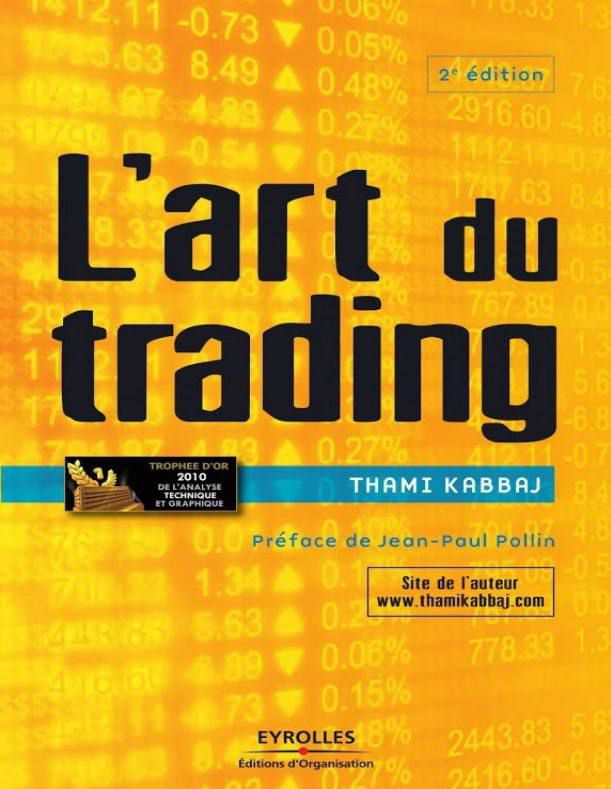 2e édition
L'art du
trading
TROPHEE D'OR
2010
DE L'ANALYSE
TECHNIQUE
ET GRAPHIQUE
THAMI KABBAJ
Préface de Jean-Paul Pollin
Site de l'auteur
www.thamikabbaj.com
EYROLLES
Éditions d'Organisation